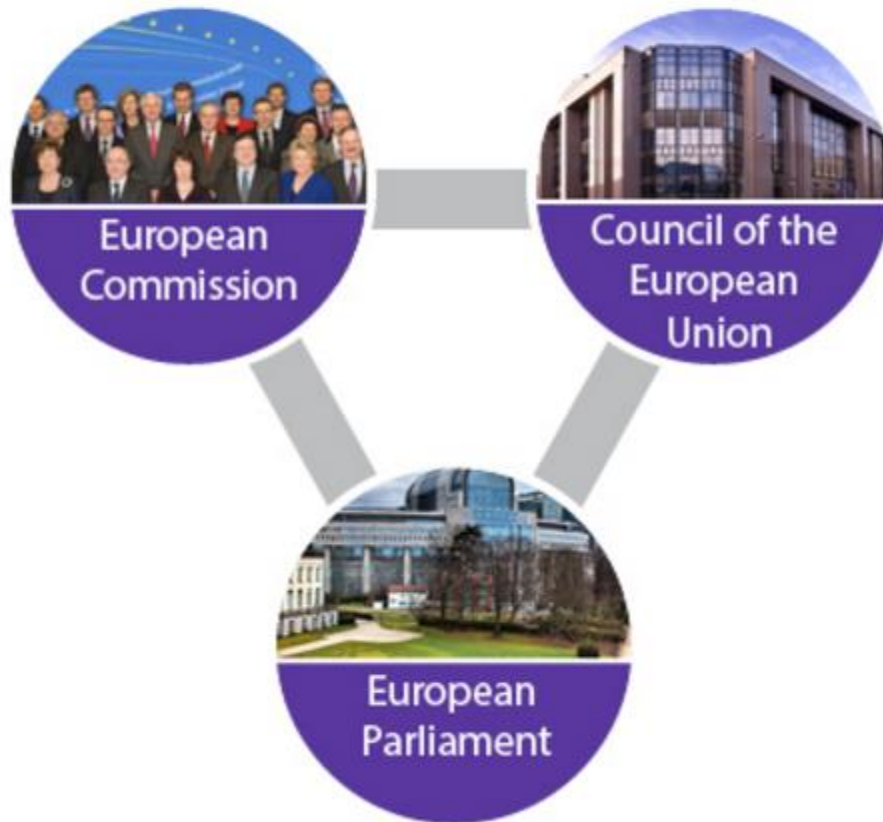 European
Commission
Council of the
European
Union
European
Parliament